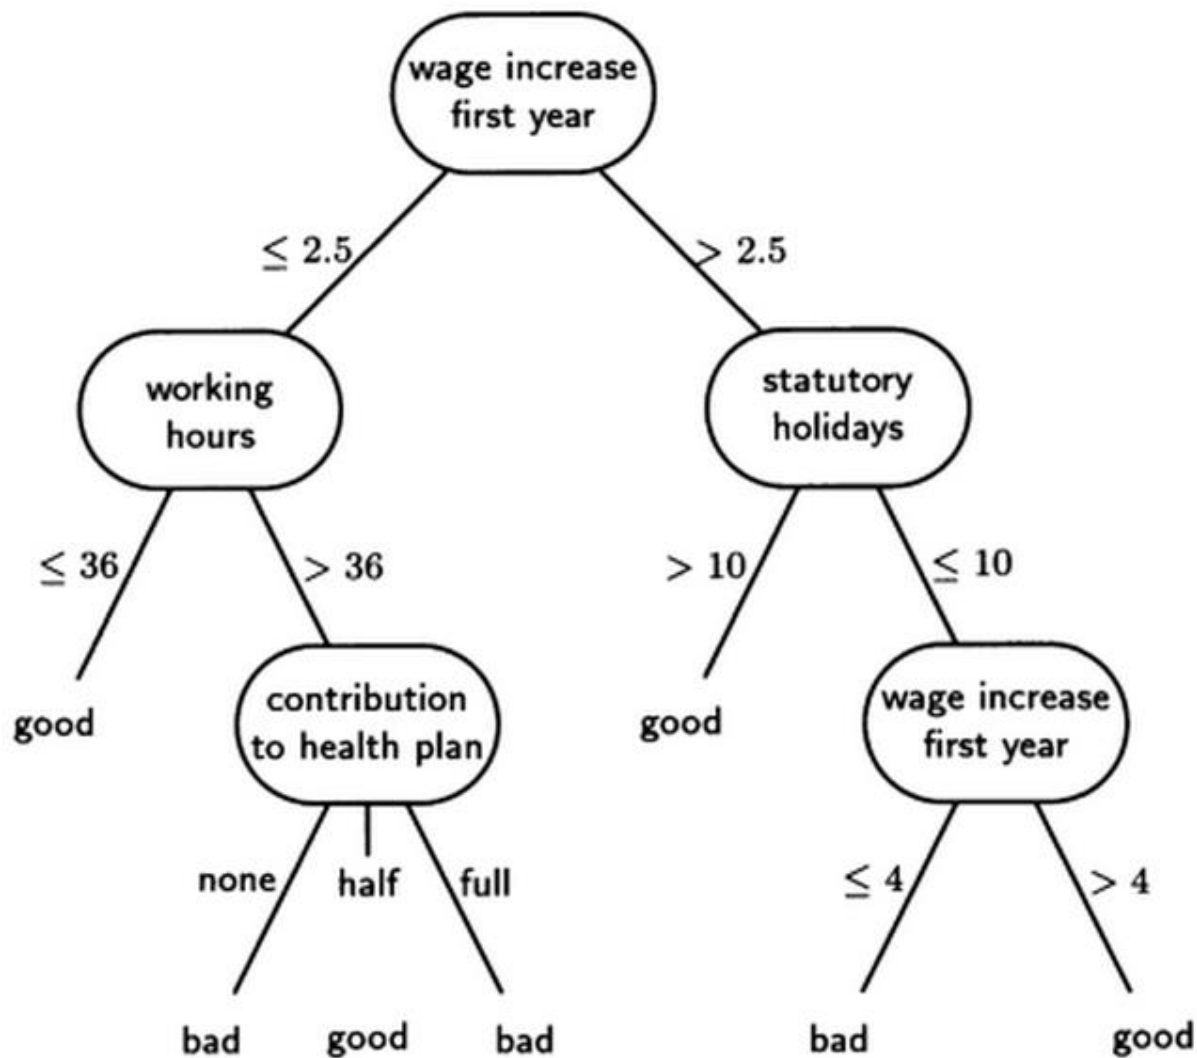 wage increase
first year
≤ 2.5
> 2.5
working
hours
statutory
holidays
≤ 36
> 36
> 10
≤ 10
good
contribution
to health plan
good
wage increase
first year
none
half
full
≤ 4
> 4
bad
good
bad
bad
good